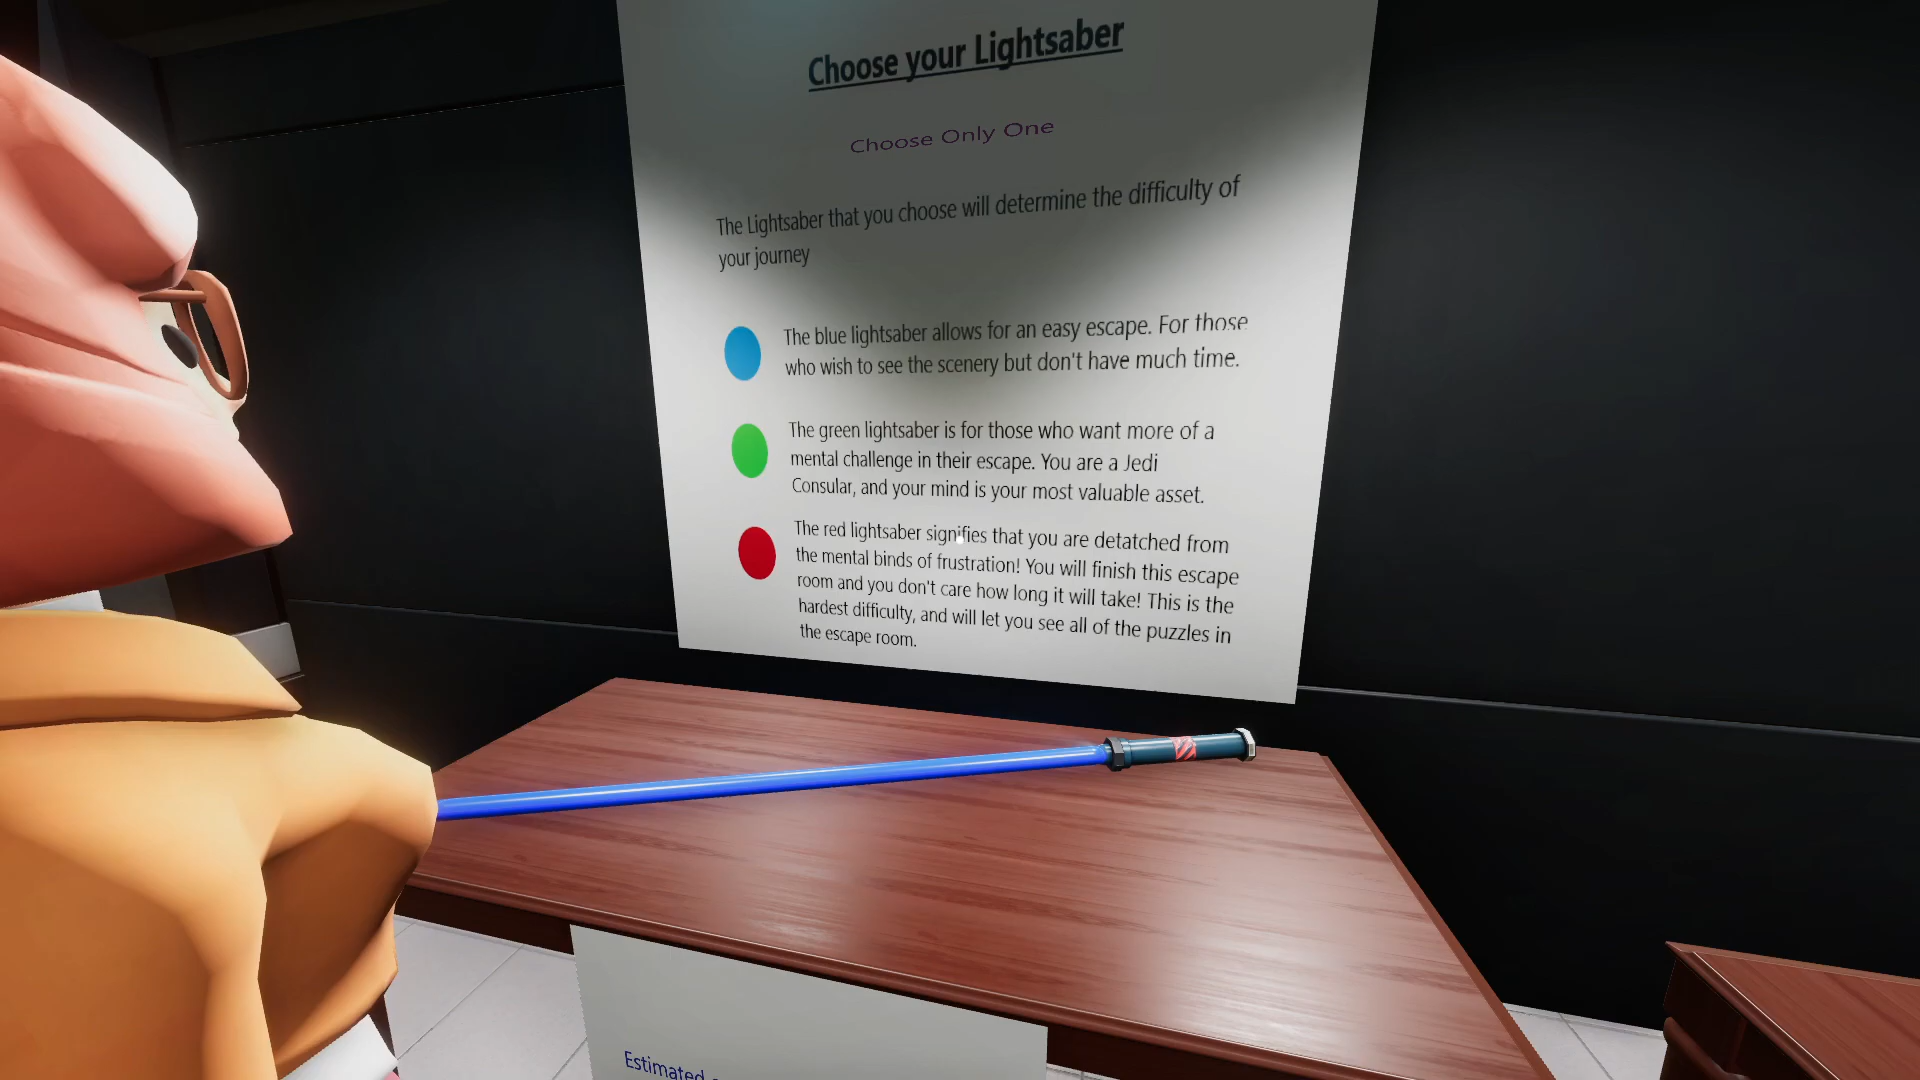 Choose your Lightsaber
Choose Only One
The Lightsaber that you choose will determine the difficulty of
your journey
The blue lightsaber allows for an easy escape. For those
who wish to see the scenery but don't have much time.
The green lightsaber is for those who want more of a
mental challenge in their escape. You are a Jedi
Consular, and your mind is your most valuable asset.
The red lightsaber signifies that you are detatched from
the mental binds of frustration! You will finish this escape
room and you don't care how long it will take! This is the
hardest difficulty, and will let you see all of the puzzles in
the escape room.
Estimated